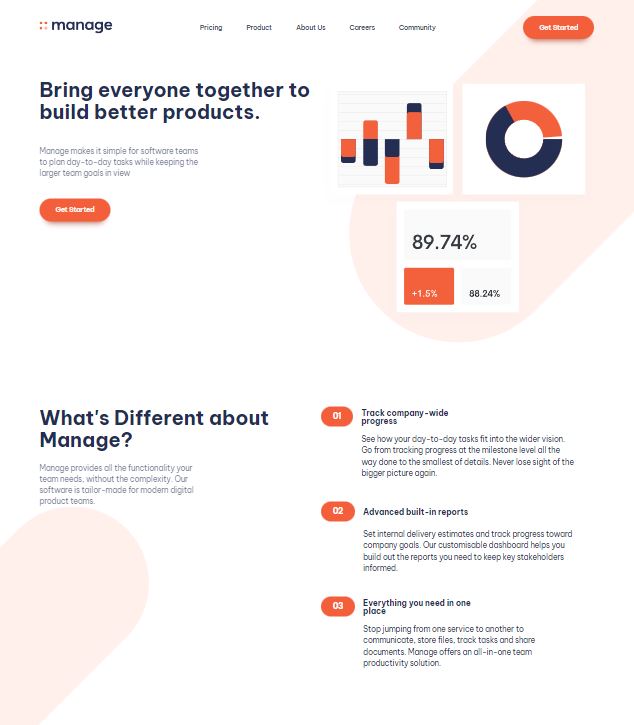 manage
Pricing
Product
About Us
Careers
Community
Get Started
Bring everyone together to
build better products.
Manage makes it simple for software teams
to plan day-to-day tasks while keeping the
larger team goals in view
Get Started
89.74%
+1.5%
88.24%
What's Different about
Manage?
Manage provides all the functionality your
team needs, without the complexity. Our
software is tailor-made for modern digital
product teams.
01
Track company-wide
progress
See how your day-to-day tasks fit into the wider vision.
Go from tracking progress at the milestone level all the
way done to the smallest of details. Never lose sight of the
bigger picture again.
02
Advanced built-in reports
Set internal delivery estimates and track progress toward
company goals. Our customisable dashboard helps you
build out the reports you need to keep key stakeholders
informed.
03
Everything you need in one
place
Stop jumping from one service to another to
communicate, store files, track tasks and share
documents. Manage offers an all-in-one team
productivity solution.